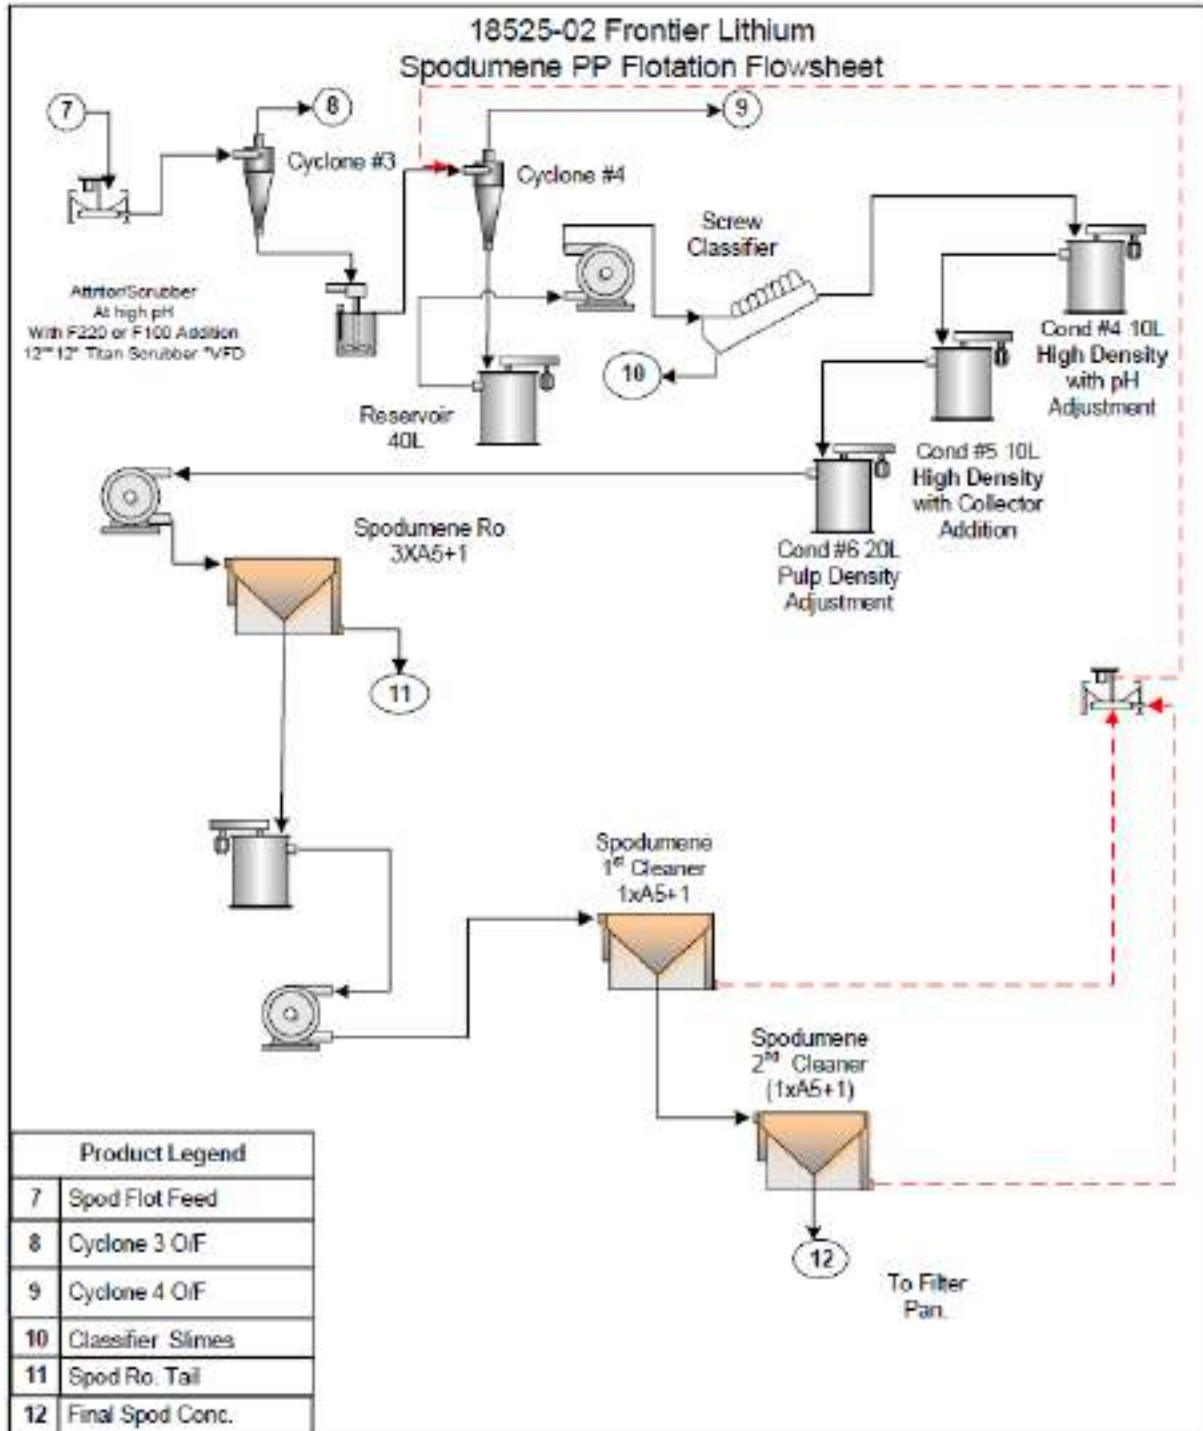 18525-02 Frontier Lithium
Spodumene PP Flotation Flowsheet
7
8
9
Cyclone #3
Cyclone #4
Screw
Classifier
Attrition/Scrubber
At high pH
With F220 or F100 Addition
12"*12" Titan Scrubber *VFD
Cond #4 10L
High Density
with pH
Adjustment
10
Reservoir
40L
Cond #5 10L
High Density
with Collector
Addition
Spodumene Ro
3XA5+1
Cond #6 20L
Pulp Density
Adjustment
11
Spodumene
1st Cleaner
1xA5+1
Spodumene
2nd Cleaner
(1xA5+1)
12
To Filter
Pan.
Product Legend
7 Spod Flot Feed
8 Cyclone 3 O/F
9 Cyclone 4 O/F
10 Classifier Slimes
11 Spod Ro. Tail
12 Final Spod Conc.